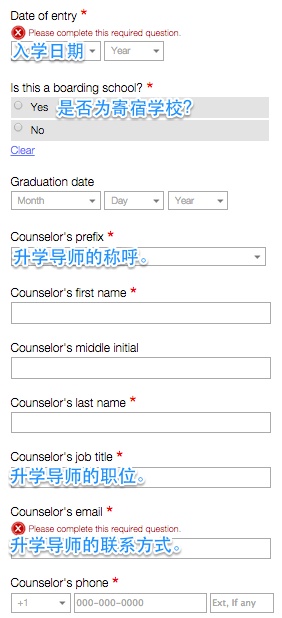 Date of entry *
Please complete this required question.
入学日期 Year
Is this a boarding school? *
Yes 是否为寄宿学校?
No
Clear
Graduation date
Month Day Year
Counselor's prefix *
升学导师的称呼。
Counselor's first name *
Counselor's middle initial
Counselor's last name *
Counselor's job title *
升学导师的职位。
Counselor's email *
Please complete this required question.
升学导师的联系方式。
Counselor's phone *
+1 000-000-0000 Ext, If any